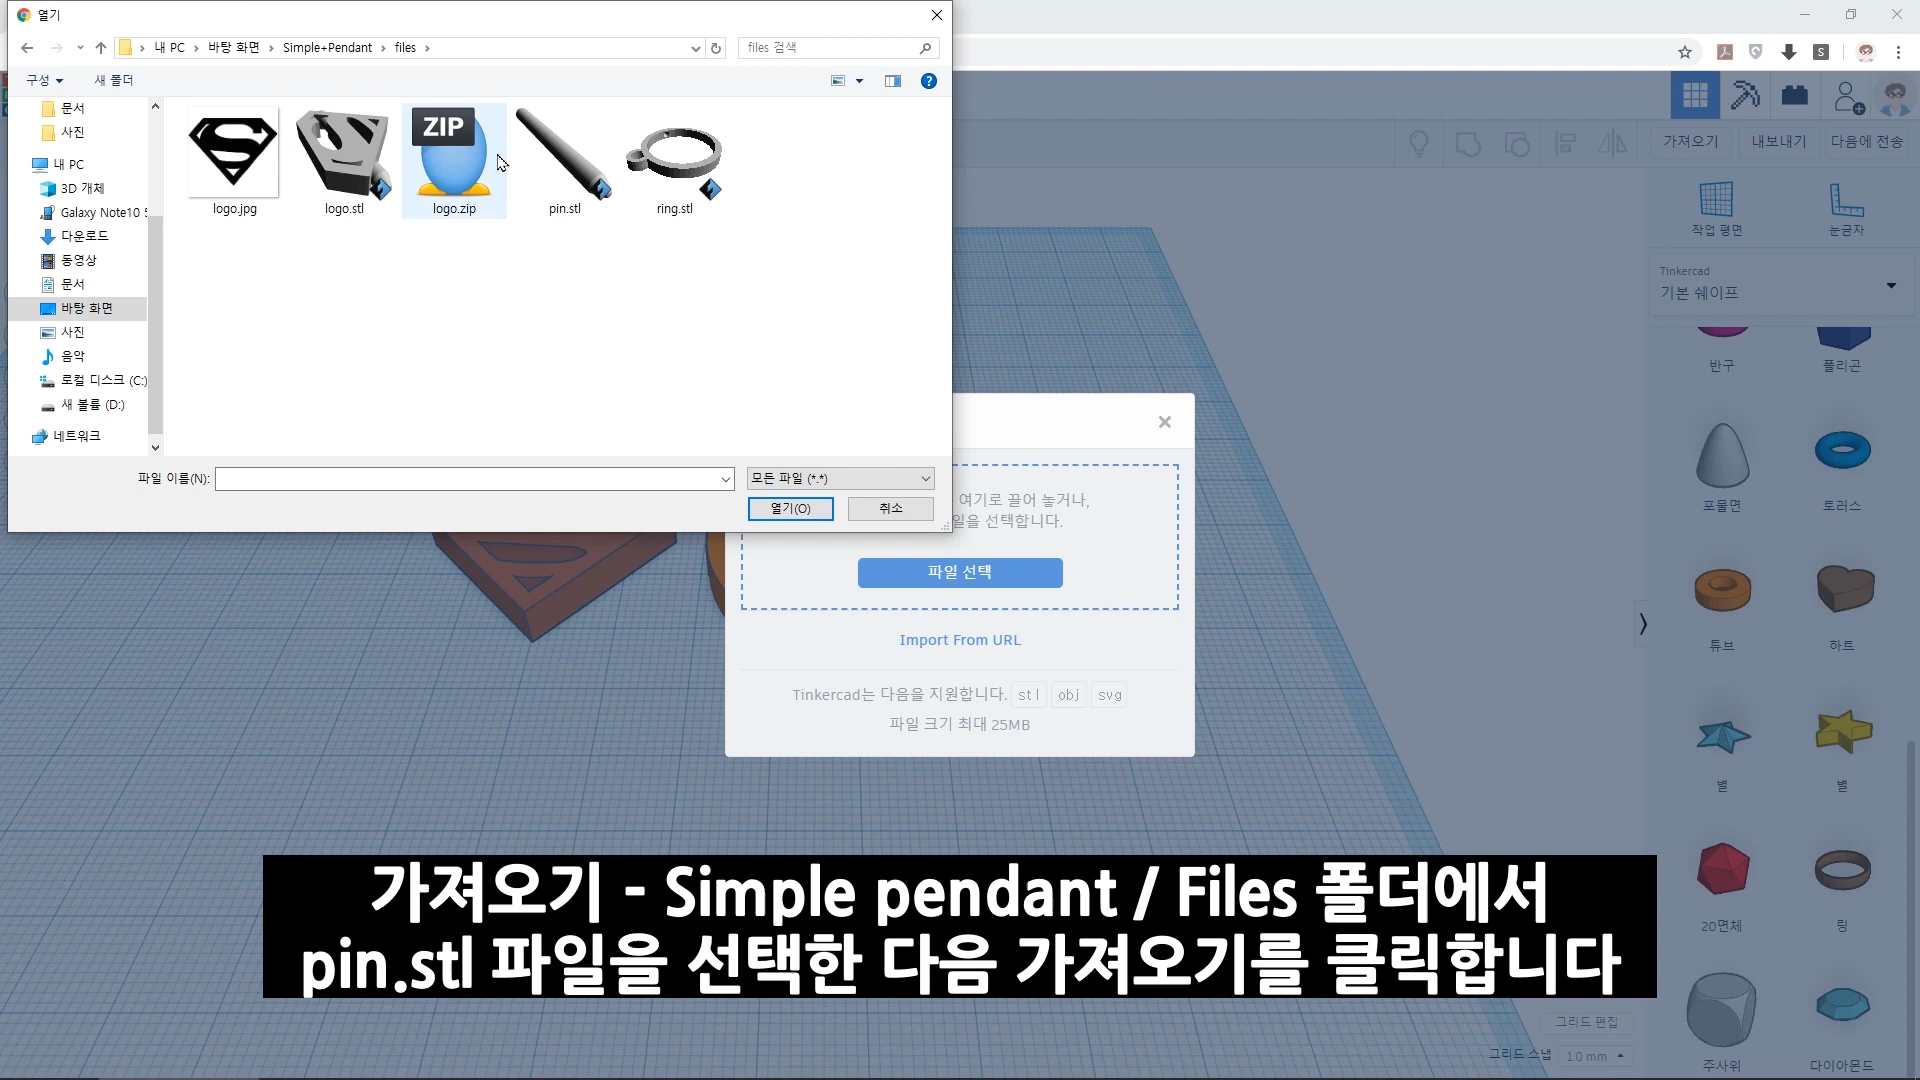 열기
내 PC › 바탕 화면 › Simple+Pendant › files ›
files 검색
구성
새 폴더
문서
사진
내 PC
3D 개체
Galaxy Note10 5
다운로드
동영상
문서
바탕 화면
사진
음악
로컬 디스크 (C:)
새 볼륨 (D:)
네트워크
ZIP
logo.jpg
logo.stl
logo.zip
pin.stl
ring.stl
파일 이름(N):
모든 파일 (*.*)
열기(O)
취소
S
가져오기
내보내기
다음에 전송
작업 평면
눈금자
Tinkercad
기본 쉐이프
반구
폴리곤
포물면
토러스
튜브
하트
별
별
20면체
링
주사위
다이아몬드
여기로 끌어 놓거나,
일을 선택합니다.
파일 선택
Import From URL
Tinkercad는 다음을 지원합니다. stl obj svg
파일 크기 최대 25MB
가져오기 - Simple pendant / Files 폴더에서
pin.stl 파일을 선택한 다음 가져오기를 클릭합니다
그리드 편집
그리드 스냅 1.0 mm